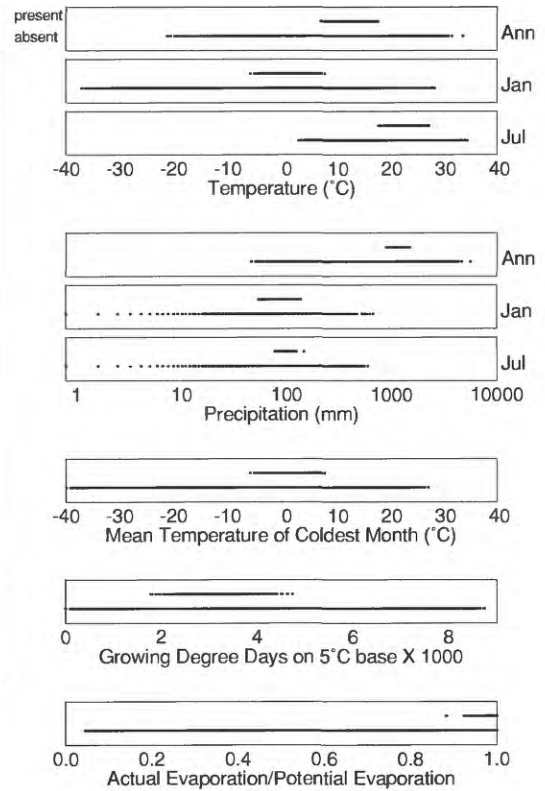 present
absent
Ann
Jan
Jul
-40 -30 -20 -10 0 10 20 30 40
Temperature (˚C)
Ann
Jan
Jul
1 10 100 1000 10000
Precipitation (mm)
-40 -30 -20 -10 0 10 20 30 40
Mean Temperature of Coldest Month (˚C)
0 2 4 6 8
Growing Degree Days on 5˚C base X 1000
0.0 0.2 0.4 0.6 0.8 1.0
Actual Evaporation/Potential Evaporation